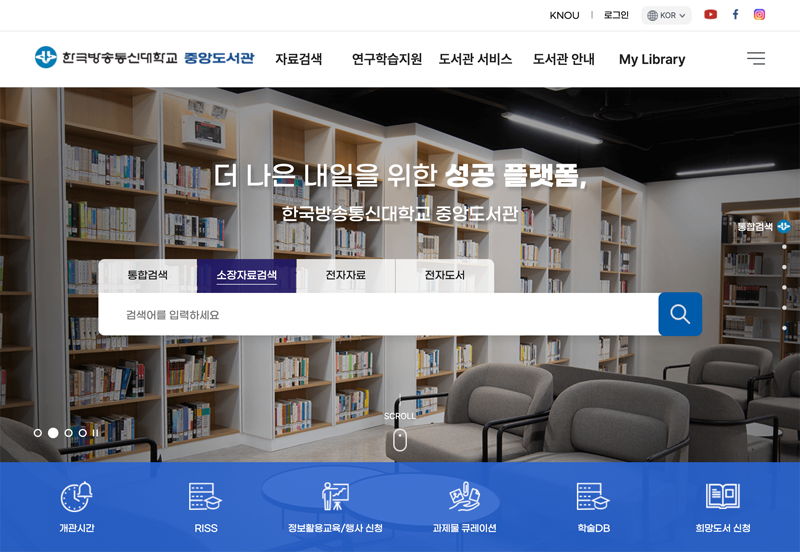 KNOU
로그인
KOR
한국방송통신대학교 중앙도서관
자료검색
연구학습지원
도서관 서비스
도서관 안내
My Library
더 나은 내일을 위한 성공 플랫폼,
한국방송통신대학교 중앙도서관
통합검색
통합검색
소장자료검색
전자자료
전자도서
검색어를 입력하세요
SCROLL
개관시간
RISS
정보활용교육/행사 신청
과제물 큐레이션
학술DB
희망도서 신청